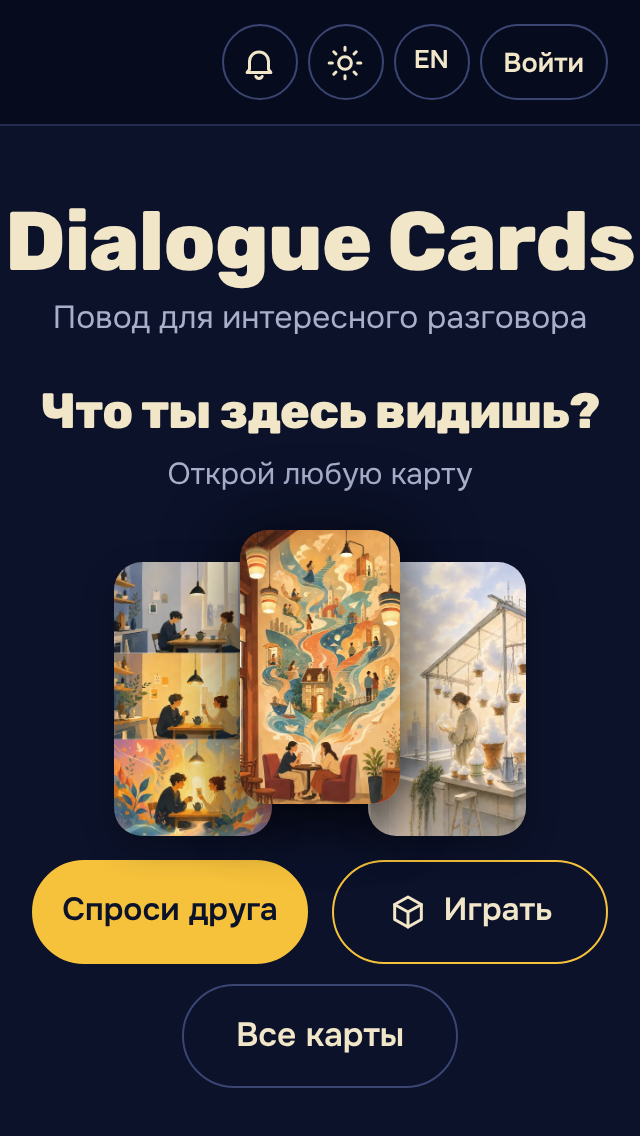 EN
Войти
Dialogue Cards
Повод для интересного разговора
Что ты здесь видишь?
Открой любую карту
Спроси друга
Играть
Все карты